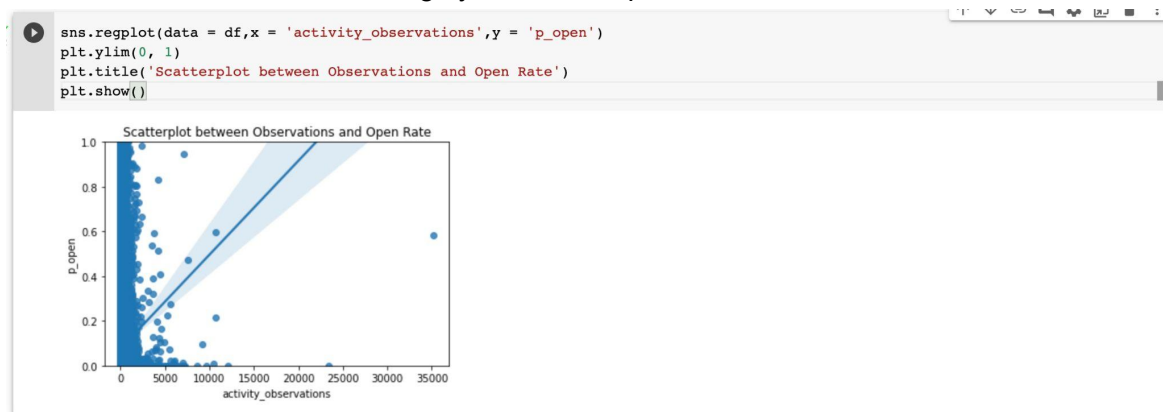 sns.regplot(data = df,x = 'activity_observations',y = 'p_open')
plt.ylim(0, 1)
plt.title('Scatterplot between Observations and Open Rate')
plt.show()
Scatterplot between Observations and Open Rate
1.0
0.8
0.6
0.4
0.2
0.0
p_open
0 5000 10000 15000 20000 25000 30000 35000
activity_observations